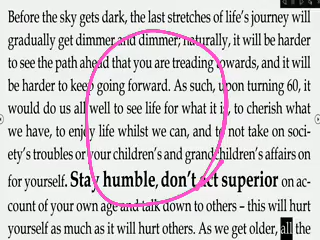 Before the sky gets dark, the last stretches of life's journey will
gradually get dimmer and dimmer; naturally, it will be harder
to see the path ahead that you are treading towards, and it will
be harder to keep going forward. As such, upon turning 60, it
would do us all well to see life for what it is, to cherish what
we have, to enjoy life whilst we can, and to not take on soci-
ety's troubles or your children's and grandchildren's affairs on
for yourself. Stay humble, don't act superior on ac-
count of your own age and talk down to others – this will hurt
yourself as much as it will hurt others. As we get older, all the